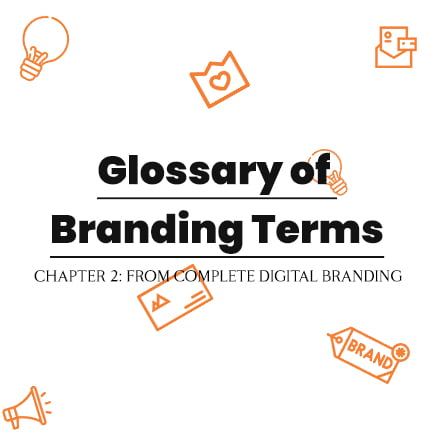 Glossary of
Branding Terms
CHAPTER 2: FROM COMPLETE DIGITAL BRANDING
BRAND